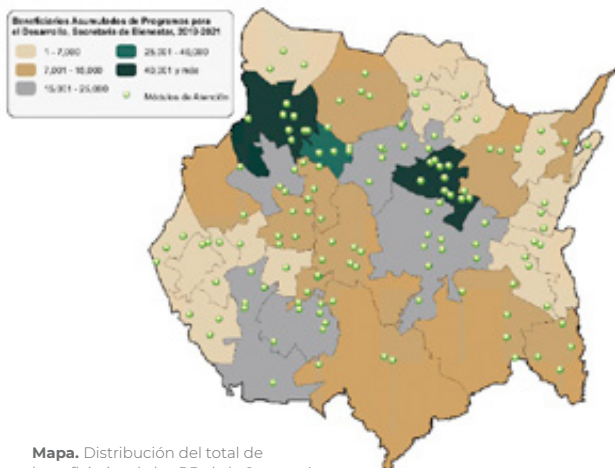 Beneficiarios Acumulados de Programas para
el Desarrollo, Secretaría de Bienestar, 2019-2021
1 - 7,000
7,001 - 15,000
15,001 - 25,000
25,001 - 40,000
40,001 y más
Módulos de Atención
Mapa. Distribución del total de